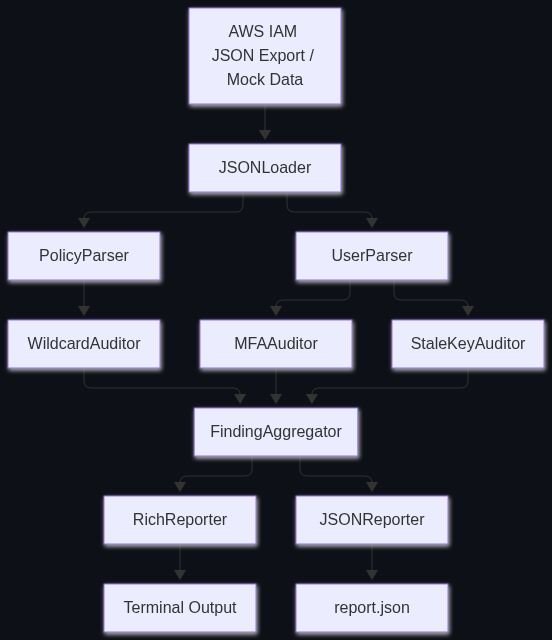 AWS IAM
JSON Export /
Mock Data
JSONLoader
PolicyParser
UserParser
WildcardAuditor
MFAAuditor
StaleKeyAuditor
FindingAggregator
RichReporter
JSONReporter
Terminal Output
report.json